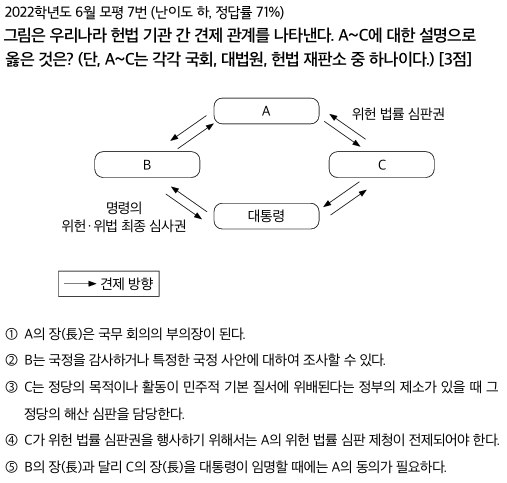 2022학년도 6월 모평 7번 (난이도 하, 정답률 71%)
그림은 우리나라 헌법 기관 간 견제 관계를 나타낸다. A~C에 대한 설명으로
옳은 것은? (단, A~C는 각각 국회, 대법원, 헌법 재판소 중 하나이다.) [3점]
A
위헌 법률 심판권
B
C
명령의
위헌·위법 최종 심사권
대통령
견제 방향
① A의 장(長)은 국무 회의의 부의장이 된다.
② B는 국정을 감사하거나 특정한 국정 사안에 대하여 조사할 수 있다.
③ C는 정당의 목적이나 활동이 민주적 기본 질서에 위배된다는 정부의 제소가 있을 때 그
정당의 해산 심판을 담당한다.
④ C가 위헌 법률 심판권을 행사하기 위해서는 A의 위헌 법률 심판 제청이 전제되어야 한다.
⑤ B의 장(長)과 달리 C의 장(長)을 대통령이 임명할 때에는 A의 동의가 필요하다.